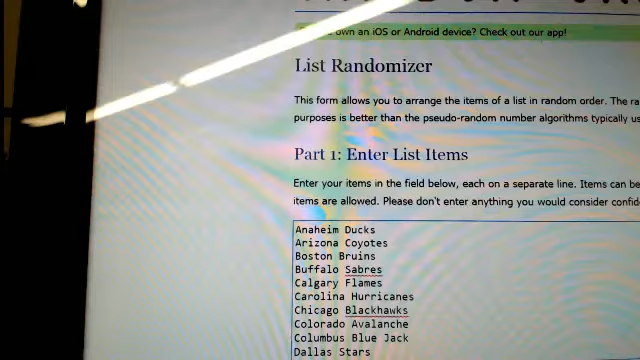 own an iOS or Android device? Check out our app!
List Randomizer
This form allows you to arrange the items of a list in random order. The
purposes is better than the pseudo-random number algorithms typically
Part 1: Enter List Items
Enter your items in the field below, each on a separate line. Items can be
items are allowed. Please don't enter anything you would consider
Anaheim Ducks
Arizona Coyotes
Boston Bruins
Buffalo Sabres
Calgary Flames
Carolina Hurricanes
Chicago Blackhawks
Colorado Avalanche
Columbus Blue Jack
Dallas Stars